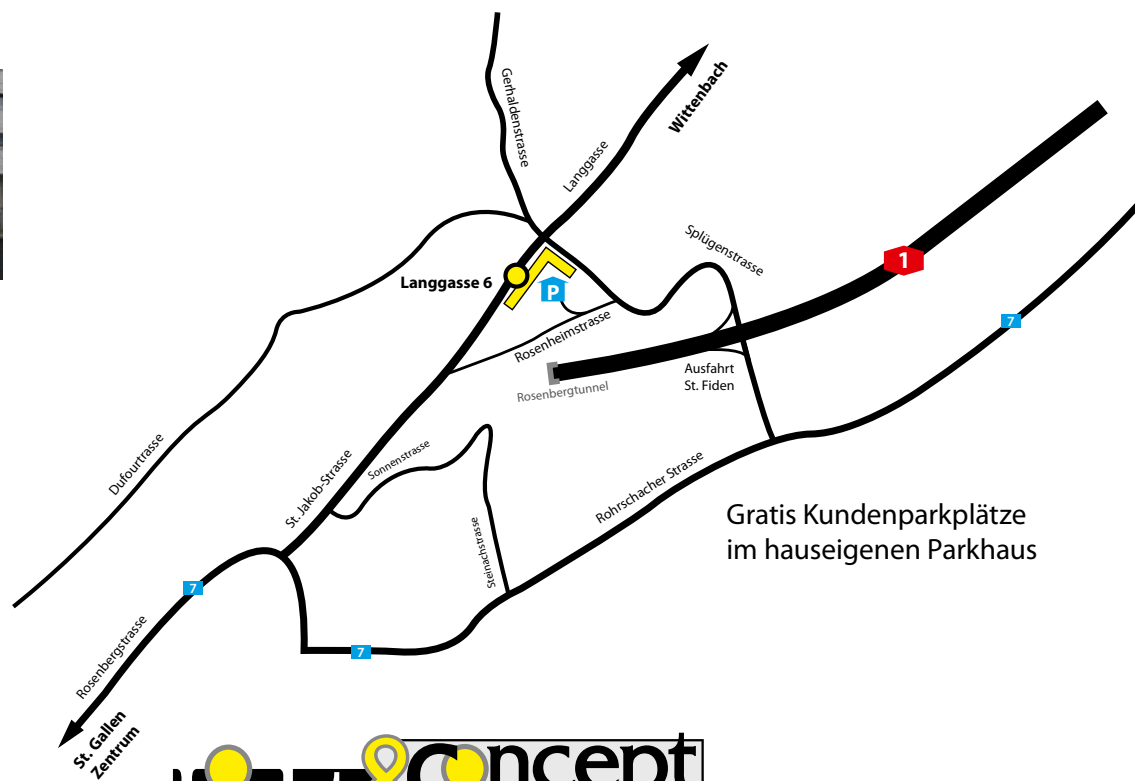 Gerhaldenstrasse
Wittenbach
Langgasse
Splügenstrasse
1
Langgasse 6
P
7
Rosenheimstrasse
Ausfahrt
St. Fiden
Rosenbergtunnel
Dufourtrasse
Sonnenstrasse
St. Jakob-Strasse
Rohrschacher Strasse
Steinachstrasse
Gratis Kundenparkplätze
im hauseigenen Parkhaus
7
Rosenbergstrasse
7
St. Gallen
Zentrum
Concept